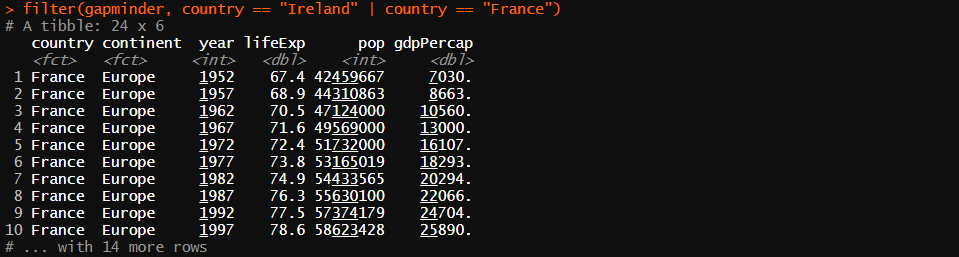 > filter(gapminder, country == "Ireland" | country == "France")
# A tibble: 24 x 6
   country continent  year lifeExp      pop gdpPercap
   <fct>   <fct>     <int>   <dbl>    <int>     <dbl>
 1 France  Europe     1952    67.4 42459667     7030.
 2 France  Europe     1957    68.9 44310863     8663.
 3 France  Europe     1962    70.5 47124000    10560.
 4 France  Europe     1967    71.6 49569000    13000.
 5 France  Europe     1972    72.4 51732000    16107.
 6 France  Europe     1977    73.8 53165019    18293.
 7 France  Europe     1982    74.9 54433565    20294.
 8 France  Europe     1987    76.3 55630100    22066.
 9 France  Europe     1992    77.5 57374179    24704.
10 France  Europe     1997    78.6 58623428    25890.
# ... with 14 more rows